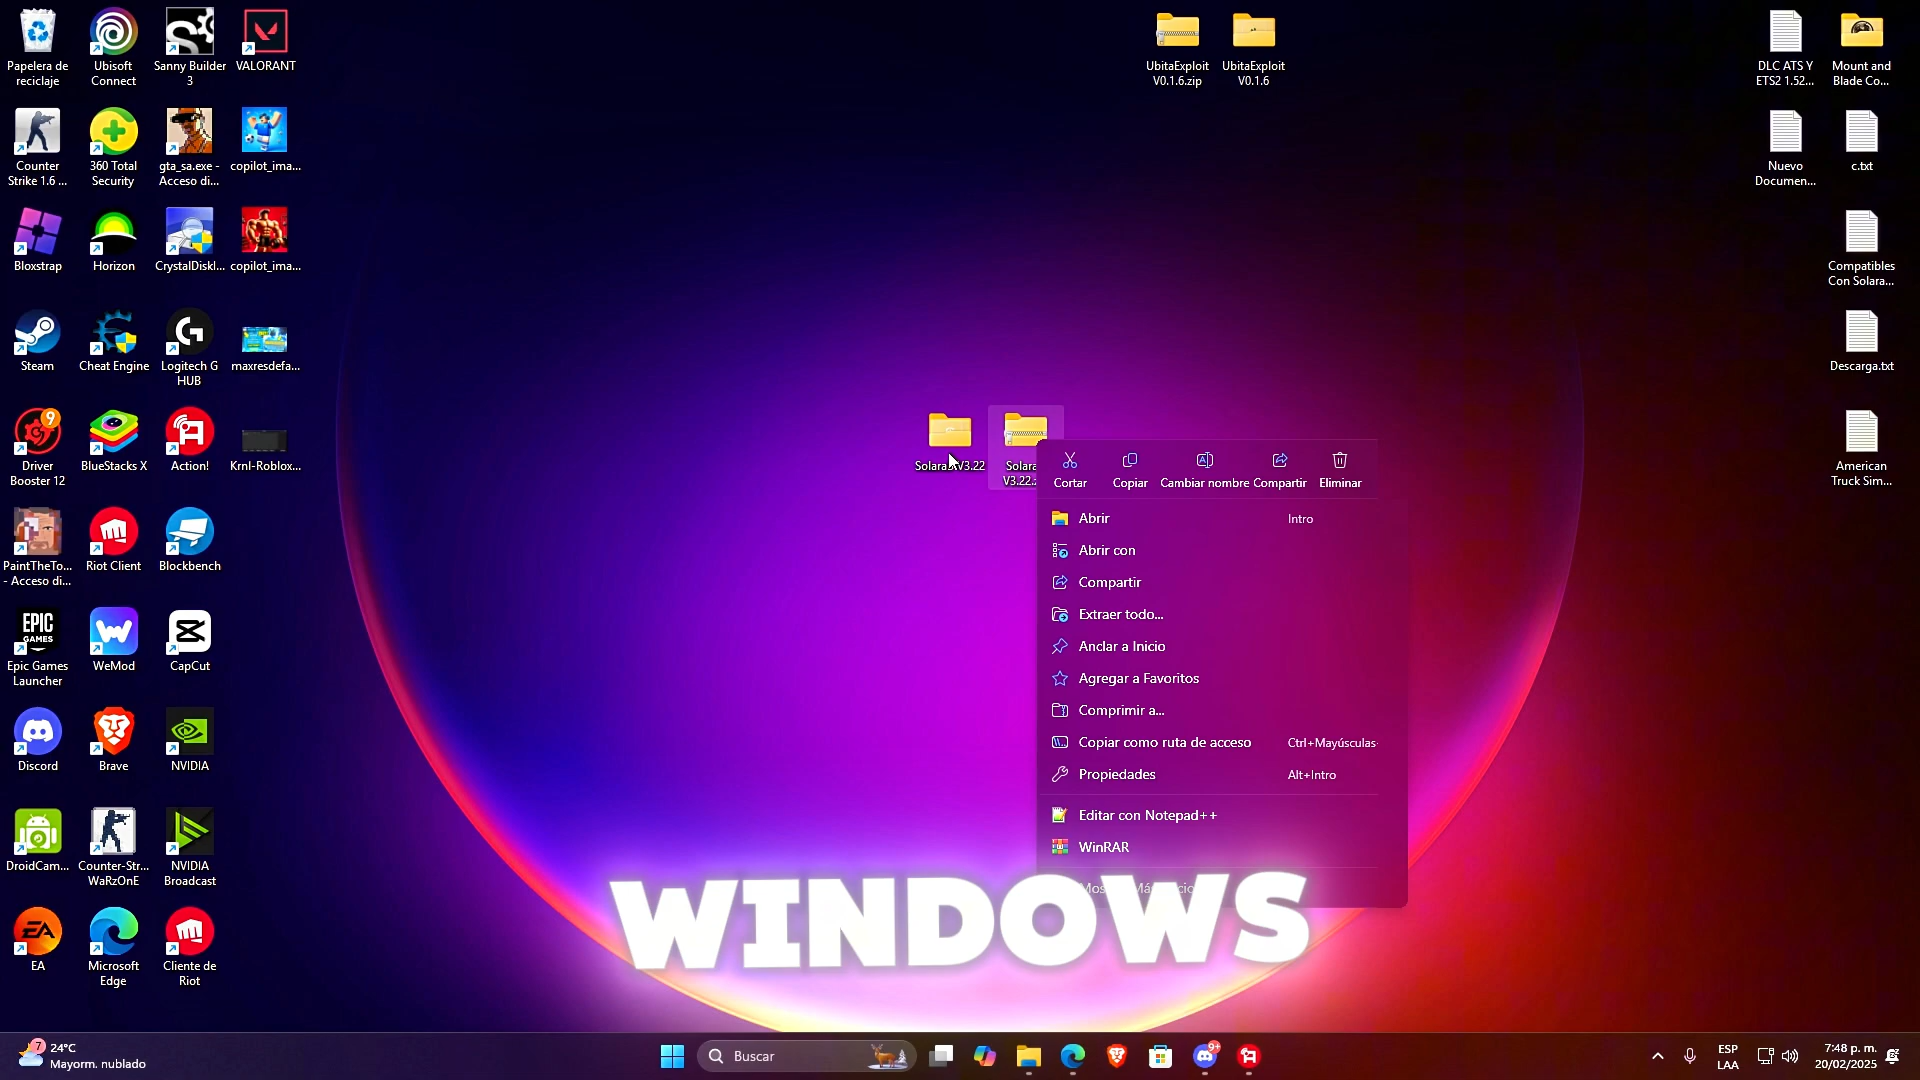 Papelera de
reciclaje
Ubisoft
Connect
Sanny Builder
3
VALORANT
UbitaExploit
V0.1.6.zip
UbitaExploit
V0.1.6
DLC ATS Y
ETS2 1.52...
Mount and
Blade Co...
Counter
Strike 1.6 ...
360 Total
Security
gta_sa.exe -
Acceso di...
copilot_ima...
Nuevo
Documen...
c.txt
Bloxstrap
Horizon
CrystalDiskI...
copilot_ima...
Compatibles
Con Solara...
Steam
Cheat Engine
Logitech G
HUB
maxresdefa...
Descarga.txt
9
Driver
Booster 12
BlueStacks X
Action!
Krnl-Roblox...
V3.22
Solara
V3.22.
American
Truck Sim...
Cortar
Copiar
Cambiar nombre
Compartir
Eliminar
Abrir
Intro
Abrir con
Compartir
Extraer todo...
Anclar a Inicio
Agregar a Favoritos
Comprimir a...
Copiar como ruta de acceso
Ctrl+Mayúsculas
Propiedades
Alt+Intro
Editar con Notepad++
WinRAR
PaintTheTo...
- Acceso di...
Riot Client
Blockbench
EPIC
GAMES
Epic Games
Launcher
WeMod
CapCut
Discord
Brave
NVIDIA
DroidCam...
Counter-Str...
WaRzOnE
NVIDIA
Broadcast
EA
EA
Microsoft
Edge
Cliente de
Riot
WINDOWS
7
24°C
Mayorm. nublado
Buscar
9+
ESP
LAA
7:48 p. m.
20/02/2025